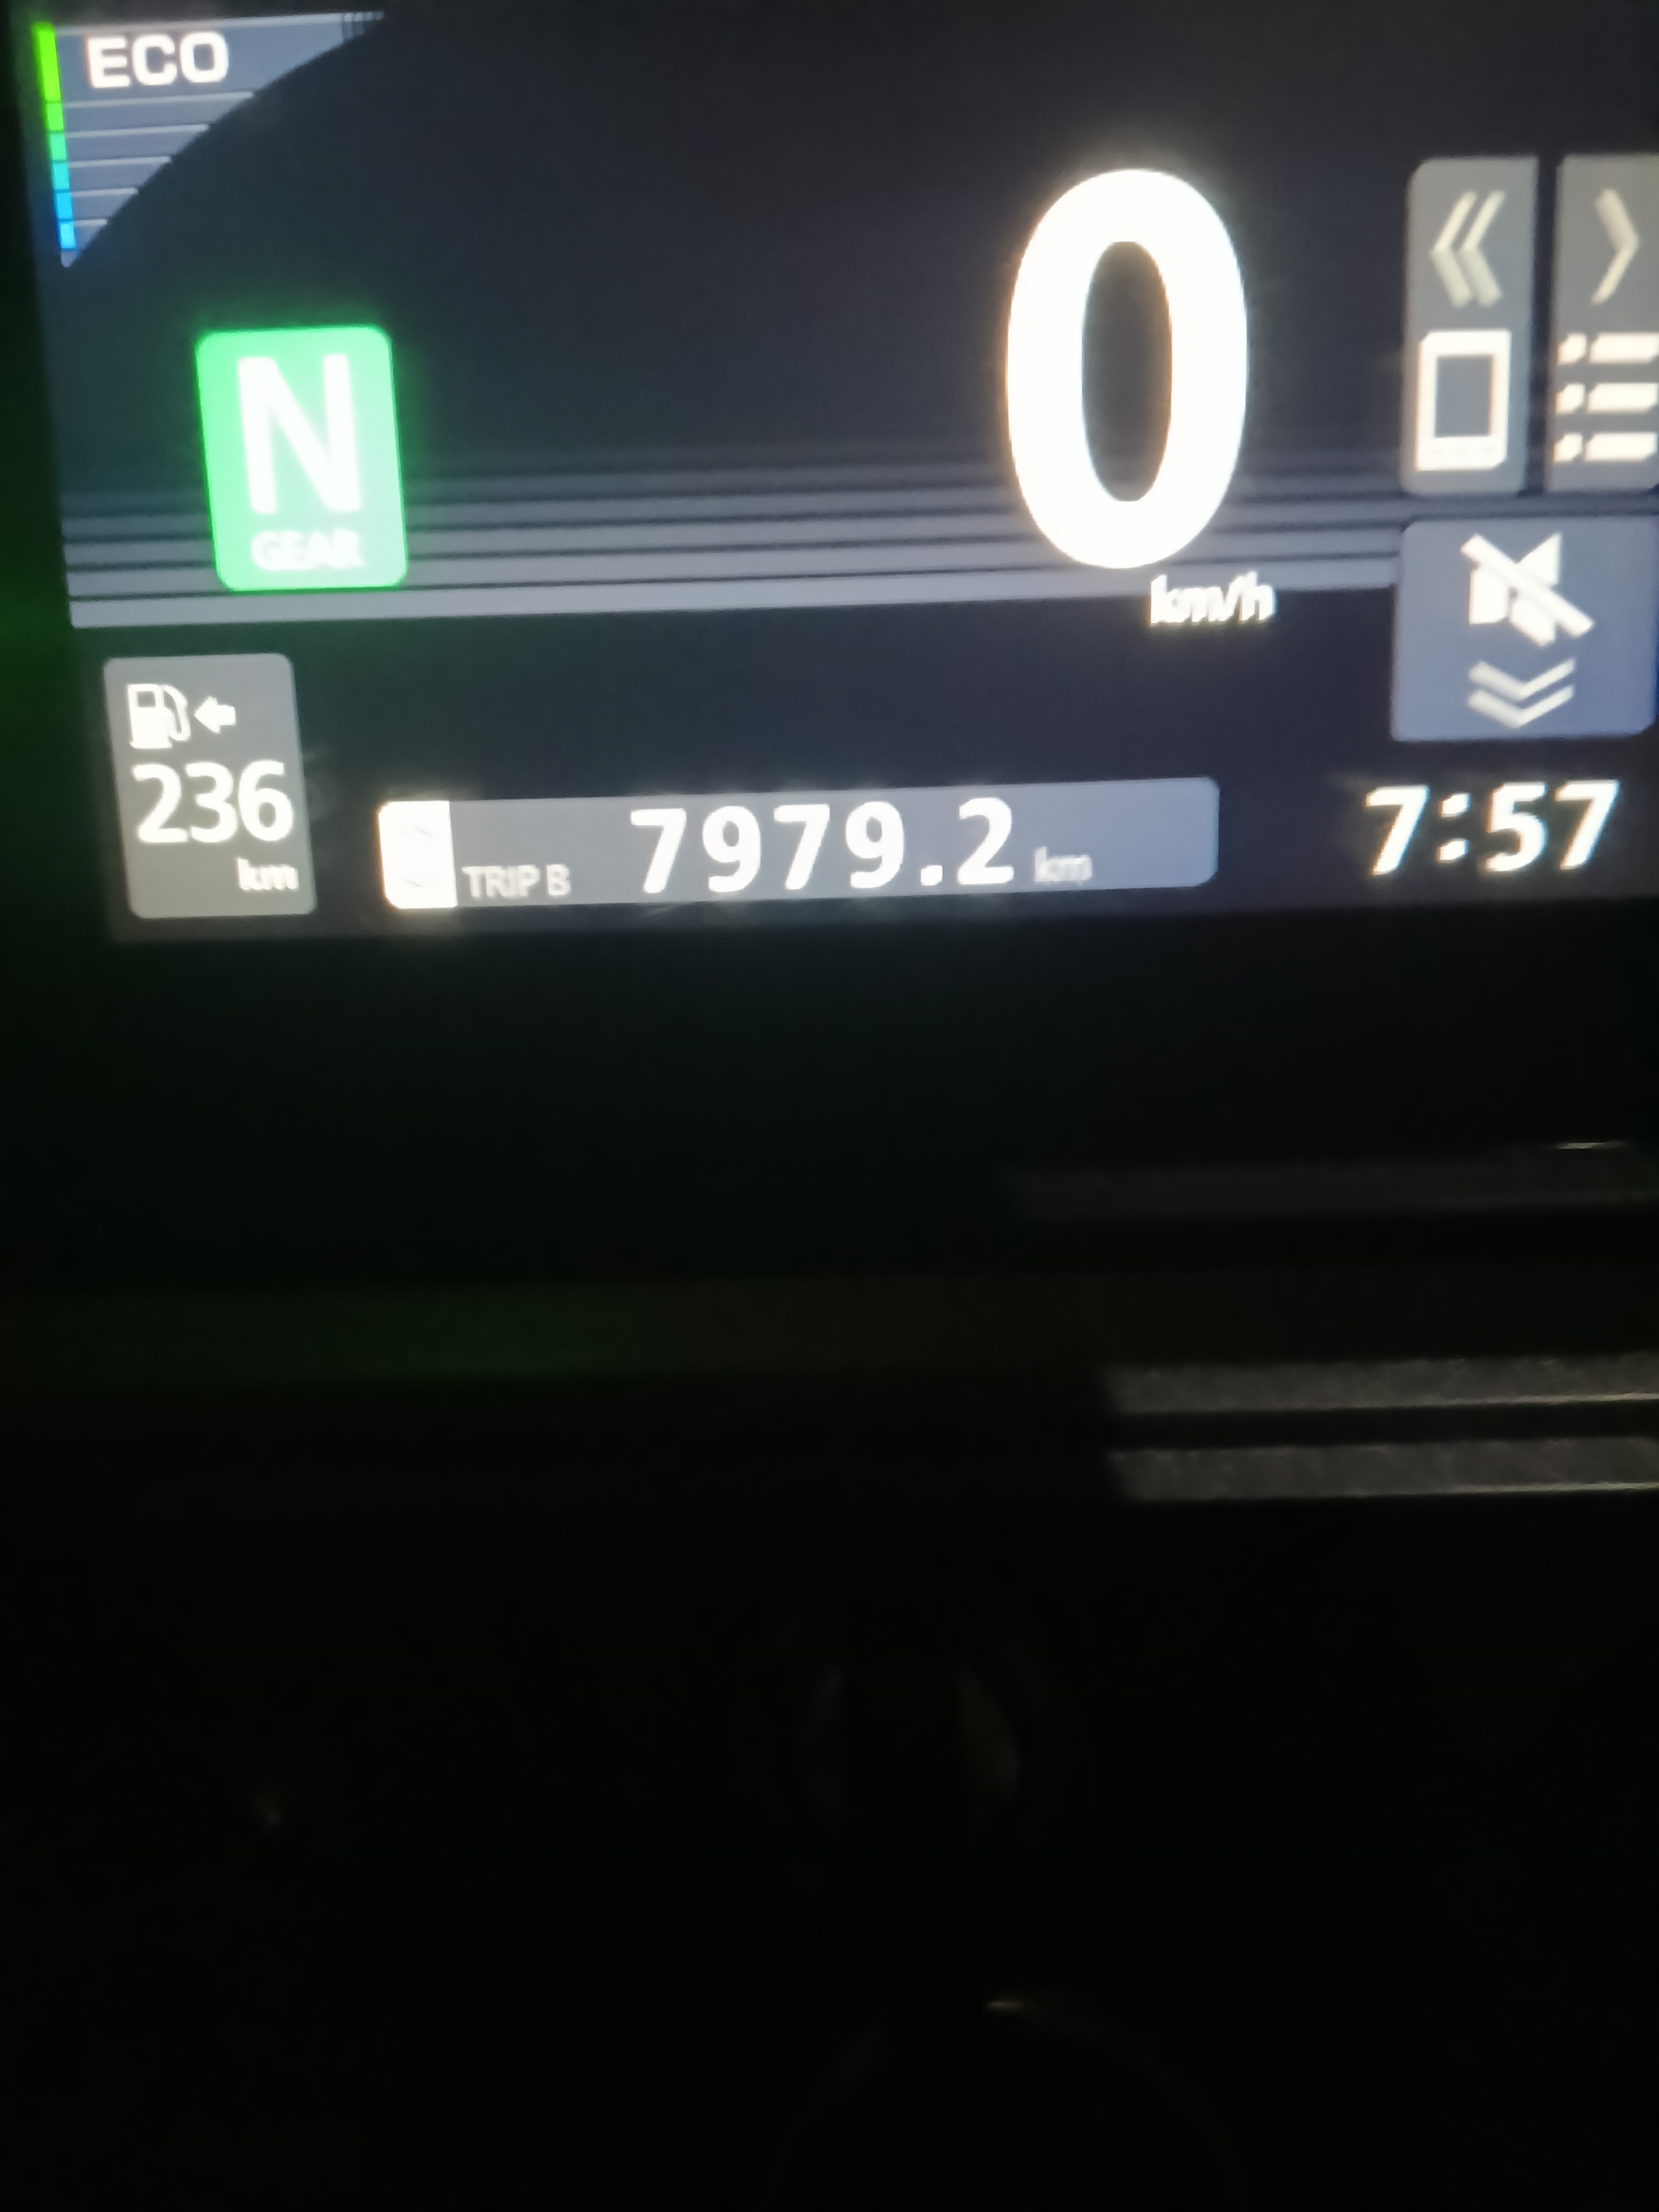 ECO
0
N
GEAR
km/h
236
km
TRIP B 7979.2 km
7:57